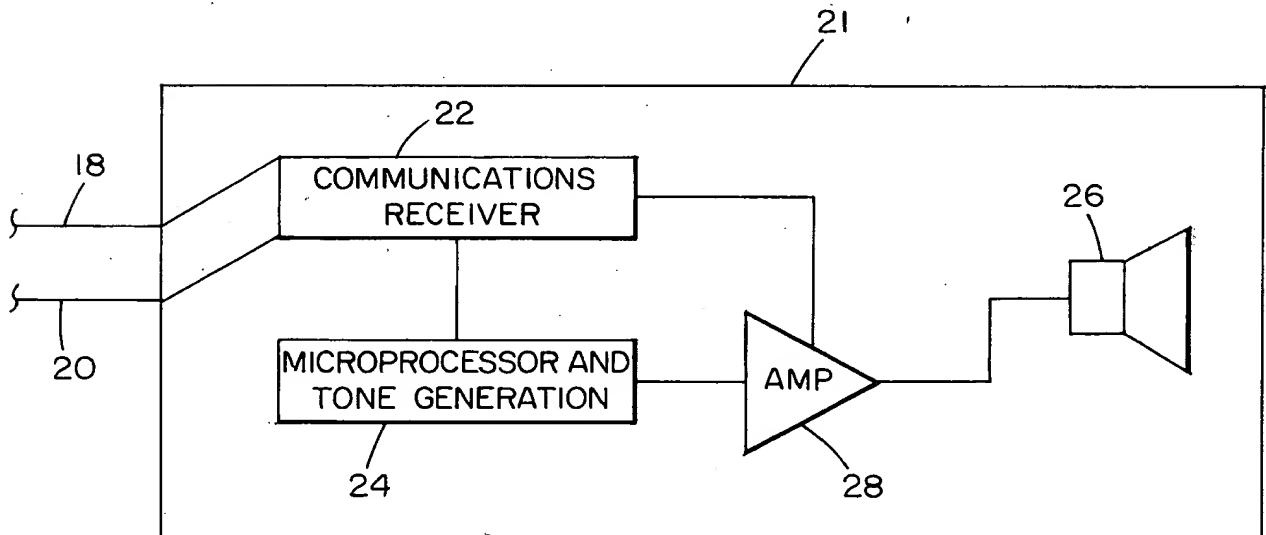 21
22
18
COMMUNICATIONS
RECEIVER
26
20
MICROPROCESSOR AND
TONE GENERATION
AMP
24
28